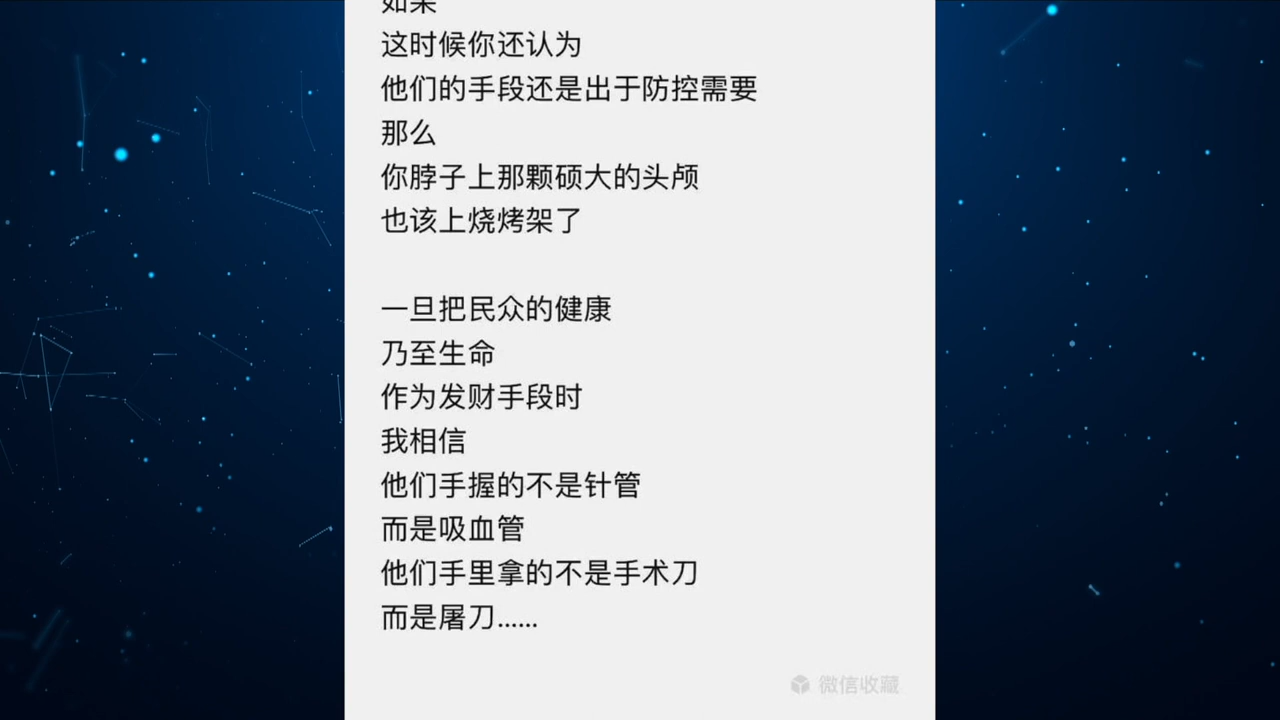 如果
这时候你还认为
他们的手段还是出于防控需要
那么
你脖子上那颗硕大的头颅
也该上烧烤架了
一旦把民众的健康
乃至生命
作为发财手段时
我相信
他们手握的不是针管
而是吸血管
他们手里拿的不是手术刀
而是屠刀……
微信收藏